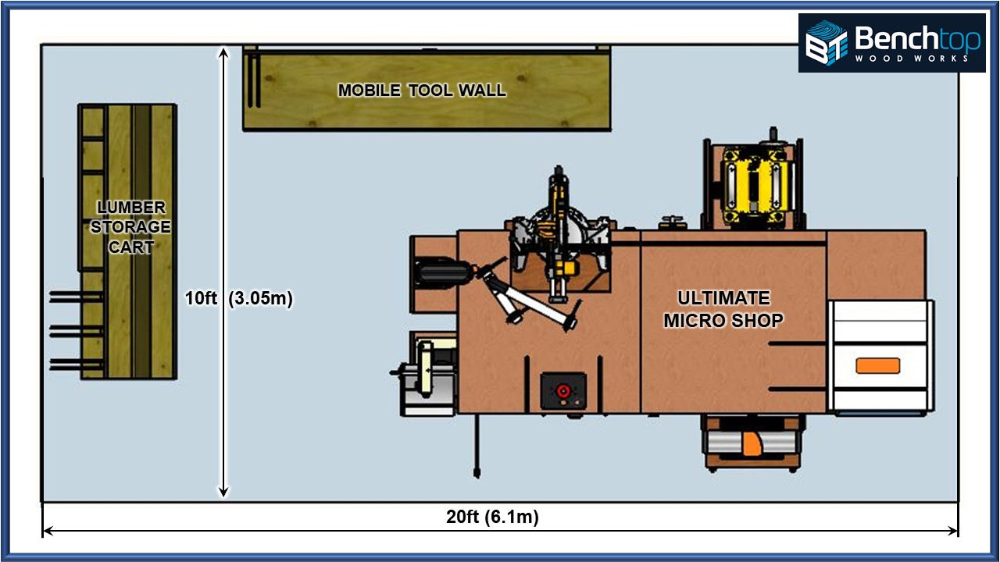 Benchtop
WOOD WORKS
MOBILE TOOL WALL
LUMBER
STORAGE
CART
10ft (3.05m)
ULTIMATE
MICRO SHOP
20ft (6.1m)